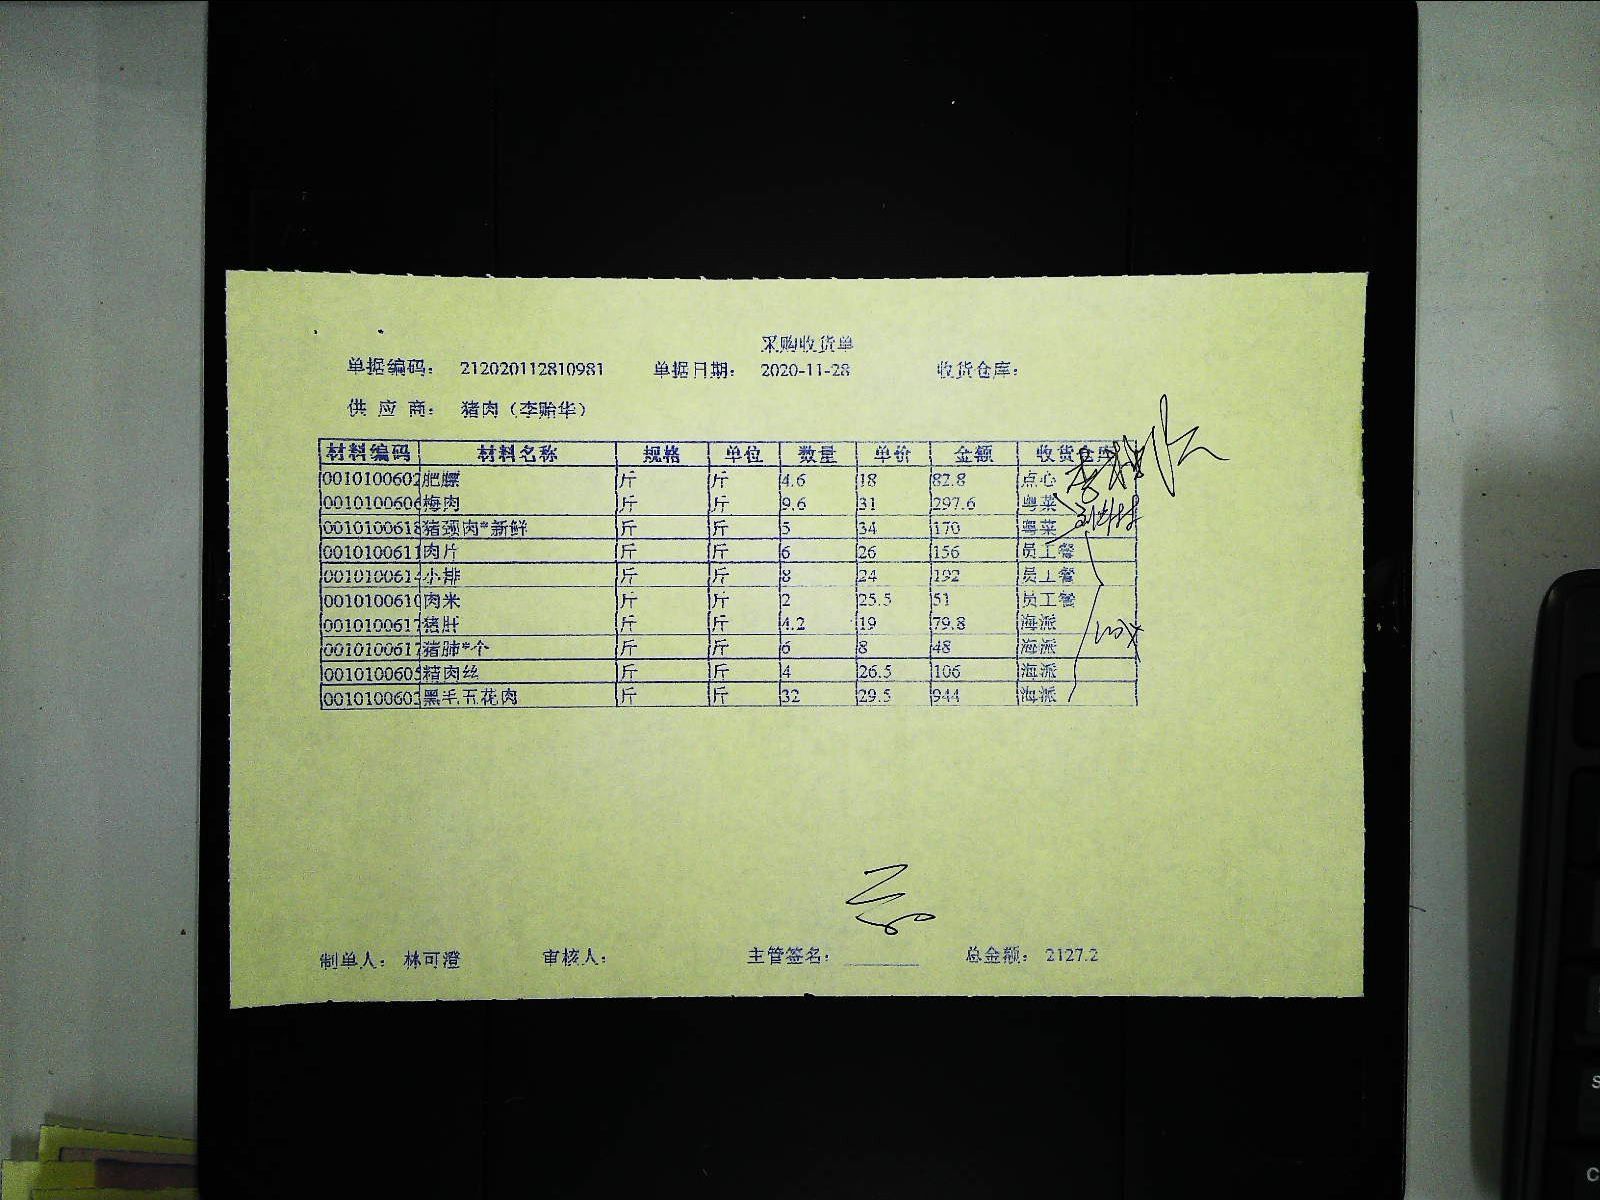 采购收货单
单据编码： 212020112810981 单据日期： 2020-11-28 收货仓库：
供 应 商： 猪肉（李贻华）
材料编码 材料名称 规格 单位 数量 单价 金额 收货仓库
0010100602 肥膘 斤 斤 4.6 18 82.8 点心
0010100606 梅肉 斤 斤 9.6 31 297.6 粤菜
0010100618 猪颈肉*新鲜 斤 斤 5 34 170 粤菜
0010100611 肉片 斤 斤 6 26 156 员工餐
0010100614 小排 斤 斤 8 24 192 员工餐
0010100610 肉米 斤 斤 2 25.5 51 员工餐
0010100617 猪肝 斤 斤 4.2 19 79.8 海派
0010100617 猪肺*个 斤 斤 6 8 48 海派
0010100605 精肉丝 斤 斤 4 26.5 106 海派
0010100603 黑毛五花肉 斤 斤 32 29.5 944 海派
制单人： 林可澄 审核人： 主管签名： 总金额： 2127.2